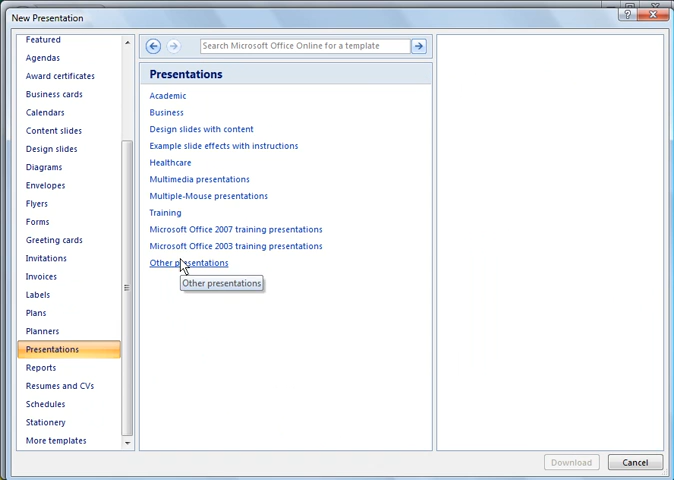 New Presentation
Featured
Agendas
Award certificates
Business cards
Calendars
Content slides
Design slides
Diagrams
Envelopes
Flyers
Forms
Greeting cards
Invitations
Invoices
Labels
Plans
Planners
Presentations
Reports
Resumes and CVs
Schedules
Stationery
More templates
Search Microsoft Office Online for a template
Presentations
Academic
Business
Design slides with content
Example slide effects with instructions
Healthcare
Multimedia presentations
Multiple-Mouse presentations
Training
Microsoft Office 2007 training presentations
Microsoft Office 2003 training presentations
Other presentations
Other presentations
Download
Cancel